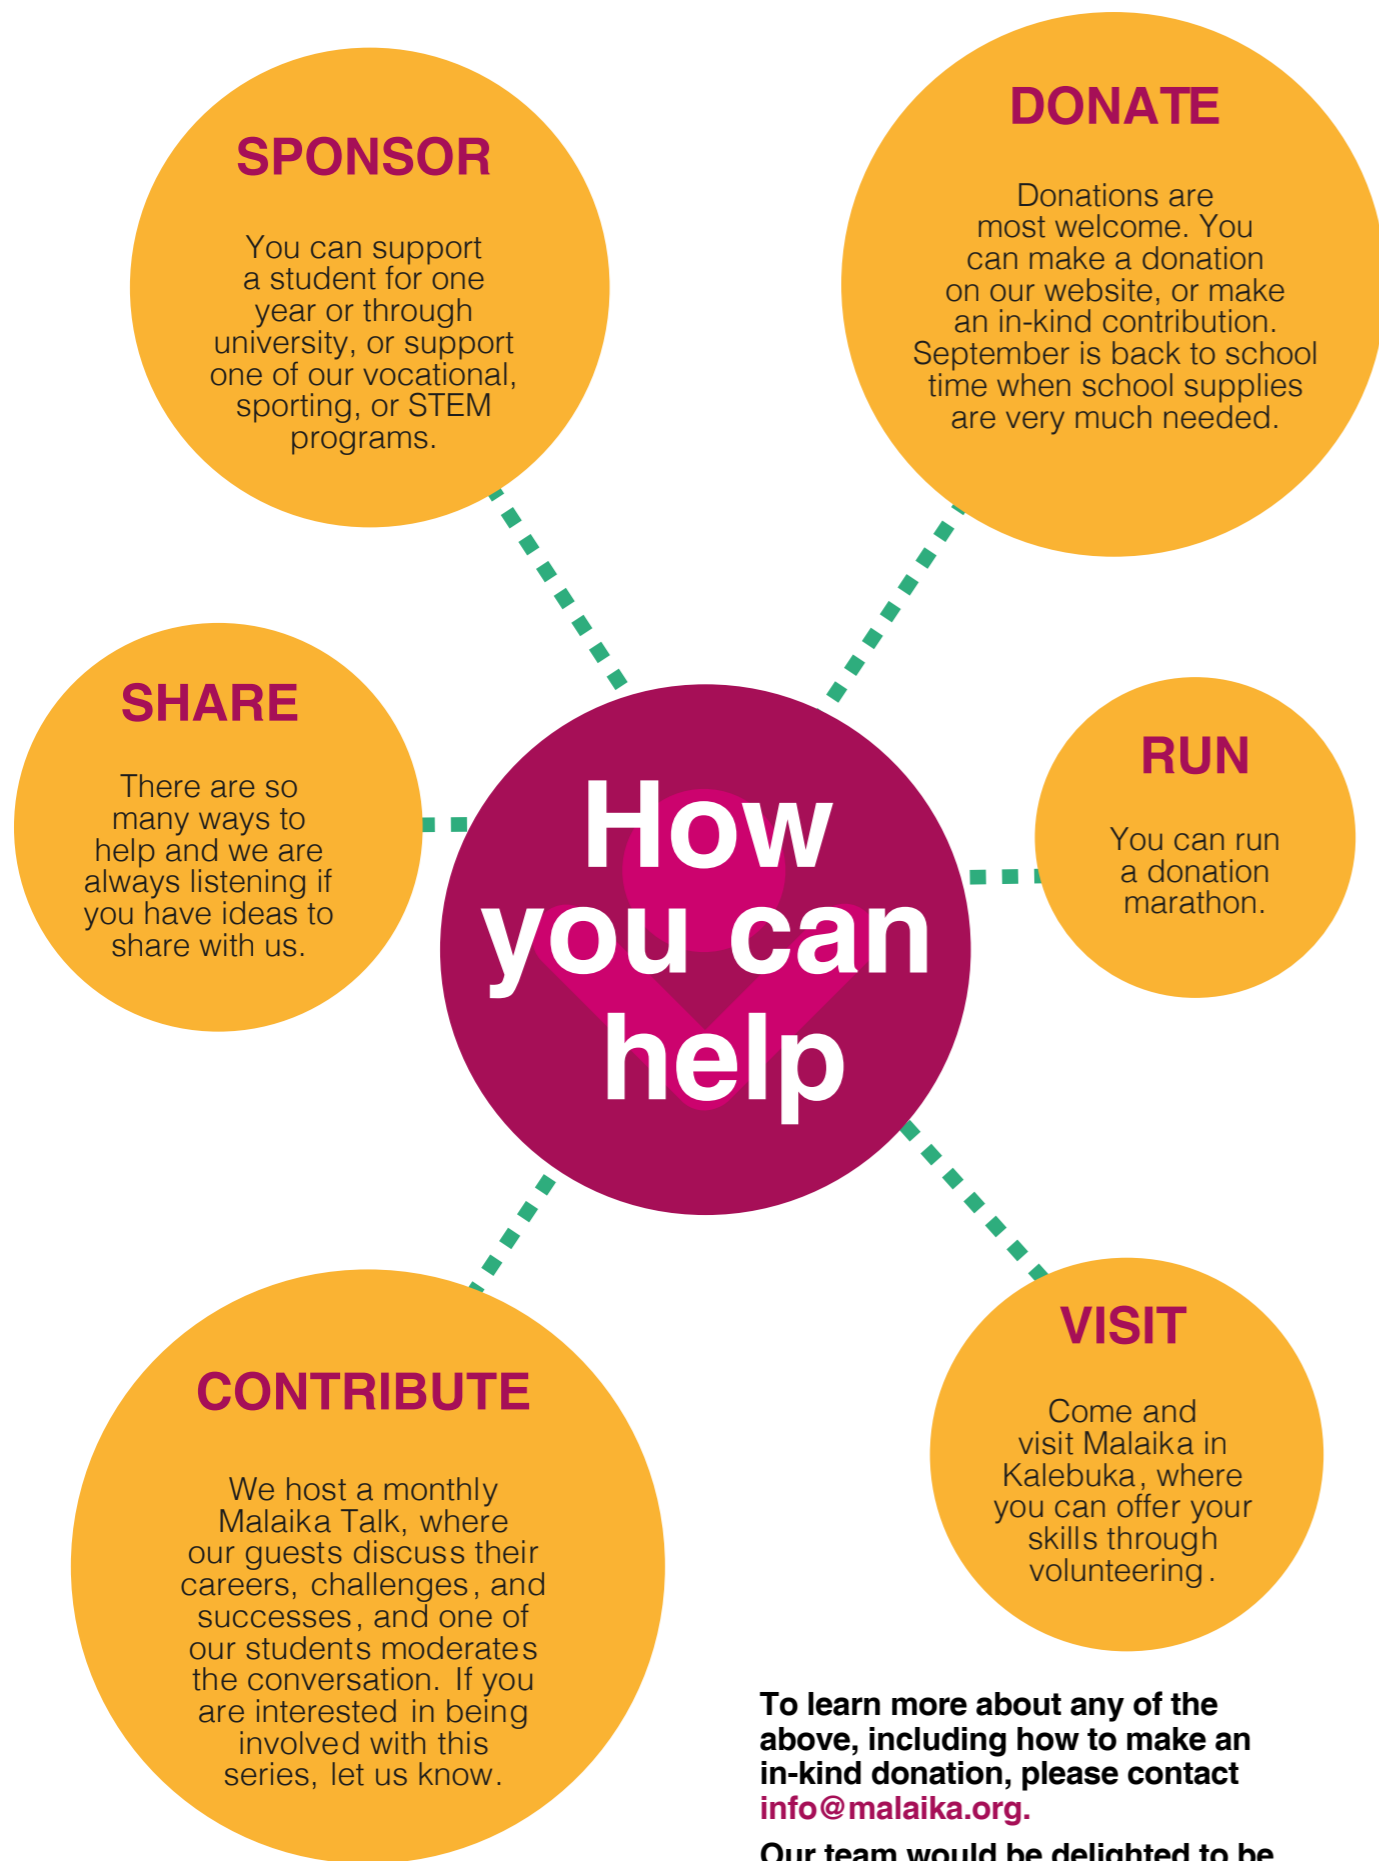 SPONSOR
You can support
a student for one
year or through
university, or support
one of our vocational,
sporting, or STEM
programs.
DONATE
Donations are
most welcome. You
can make a donation
on our website, or make
an in-kind contribution.
September is back to school
time when school supplies
are very much needed.
SHARE
There are so
many ways to
help and we are
always listening if
you have ideas to
share with us.
How
you can
help
RUN
You can run
a donation
marathon.
CONTRIBUTE
We host a monthly
Malaika Talk, where
our guests discuss their
careers, challenges, and
successes, and one of
our students moderates
the conversation. If you
are interested in being
involved with this
series, let us know.
VISIT
Come and
visit Malaika in
Kalebuka, where
you can offer your
skills through
volunteering.
To learn more about any of the
above, including how to make an
in-kind donation, please contact
info@malaika.org.
Our team would be delighted to be